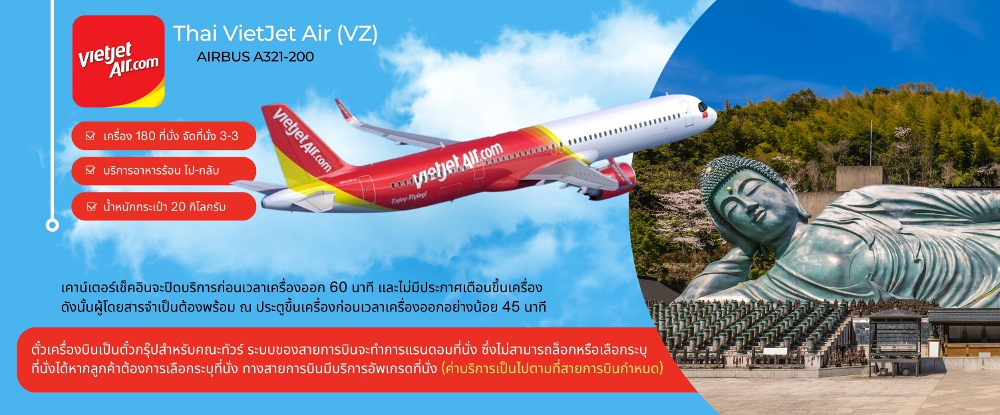 vietjet
Air.com
Thai VietJet Air (VZ)
AIRBUS A321-200
เครื่อง 180 ที่นั่ง จัดที่นั่ง 3-3
บริการอาหารร้อน ไป-กลับ
น้ำหนักกระเป๋า 20 กิโลกรัม
vietjet Air.com
vietjet Air.com
Enjoy Flying!
เคาน์เตอร์เช็คอินจะปิดบริการก่อนเวลาเครื่องออก 60 นาที และไม่มีประกาศเตือนขึ้นเครื่อง
ดังนั้นผู้โดยสารจำเป็นต้องพร้อม ณ ประตูขึ้นเครื่องก่อนเวลาเครื่องออกอย่างน้อย 45 นาที
ตั๋วเครื่องบินเป็นตั๋วกรุ๊ปสำหรับคณะทัวร์ ระบบของสายการบินจะทำการแรนดอมที่นั่ง ซึ่งไม่สามารถล็อกหรือเลือกระบุ
ที่นั่งได้หากลูกค้าต้องการเลือกระบุที่นั่ง ทางสายการบินมีบริการอัพเกรดที่นั่ง (ค่าบริการเป็นไปตามที่สายการบินกำหนด)